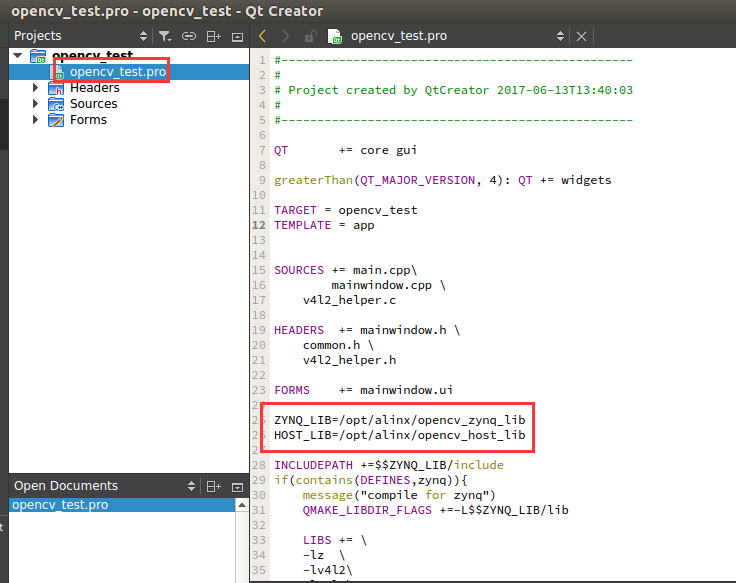 opencv_test.pro - opencv_test - Qt Creator
Projects
opencv_test.pro
opencv_test
opencv_test.pro
Headers
Sources
Forms
1 #-------------------------------------------------
2 #
3 # Project created by QtCreator 2017-06-13T13:40:03
4 #
5 #-------------------------------------------------
6
7 QT       += core gui
8
9 greaterThan(QT_MAJOR_VERSION, 4): QT += widgets
10
11 TARGET = opencv_test
12 TEMPLATE = app
13
14
15 SOURCES += main.cpp\
16         mainwindow.cpp \
17     v4l2_helper.c
18
19 HEADERS  += mainwindow.h \
20     common.h \
21     v4l2_helper.h
22
23 FORMS    += mainwindow.ui
ZYNQ_LIB=/opt/alinx/opencv_zynq_lib
HOST_LIB=/opt/alinx/opencv_host_lib
28 INCLUDEPATH +=$$ZYNQ_LIB/include
29 if(contains(DEFINES,zynq)){
30     message("compile for zynq")
31     QMAKE_LIBDIR_FLAGS +=-L$$ZYNQ_LIB/lib
32
33     LIBS += \
34     -lz  \
35     -lv4l2\
Open Documents
opencv_test.pro